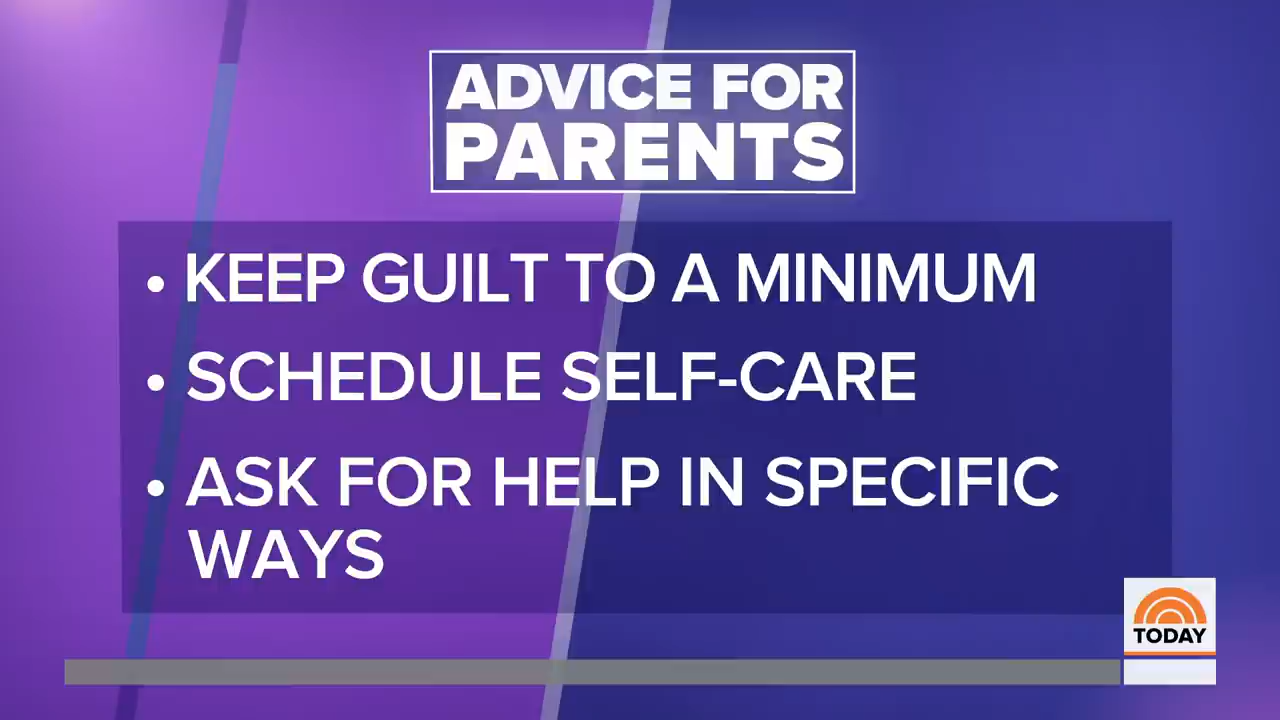 ADVICE FOR
PARENTS
• KEEP GUILT TO A MINIMUM
• SCHEDULE SELF-CARE
• ASK FOR HELP IN SPECIFIC
WAYS
TODAY